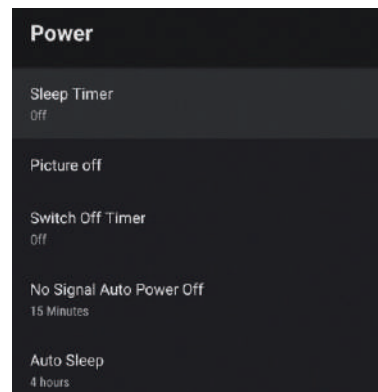 Power
Sleep Timer
Off
Picture off
Switch Off Timer
Off
No Signal Auto Power Off
15 Minutes
Auto Sleep
4 hours